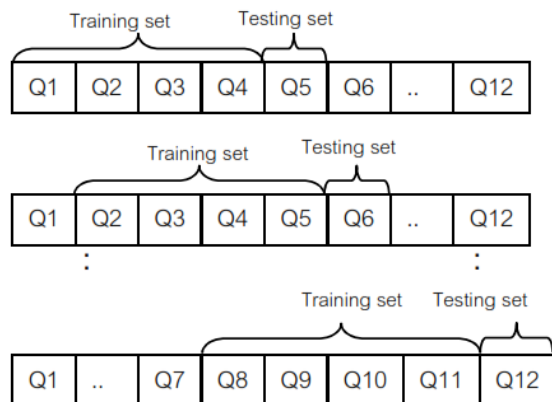 Training set Testing set
Q1 Q2 Q3 Q4 Q5 Q6 .. Q12
Training set Testing set
Q1 Q2 Q3 Q4 Q5 Q6 .. Q12
: :
Training set Testing set
Q1 .. Q7 Q8 Q9 Q10 Q11 Q12